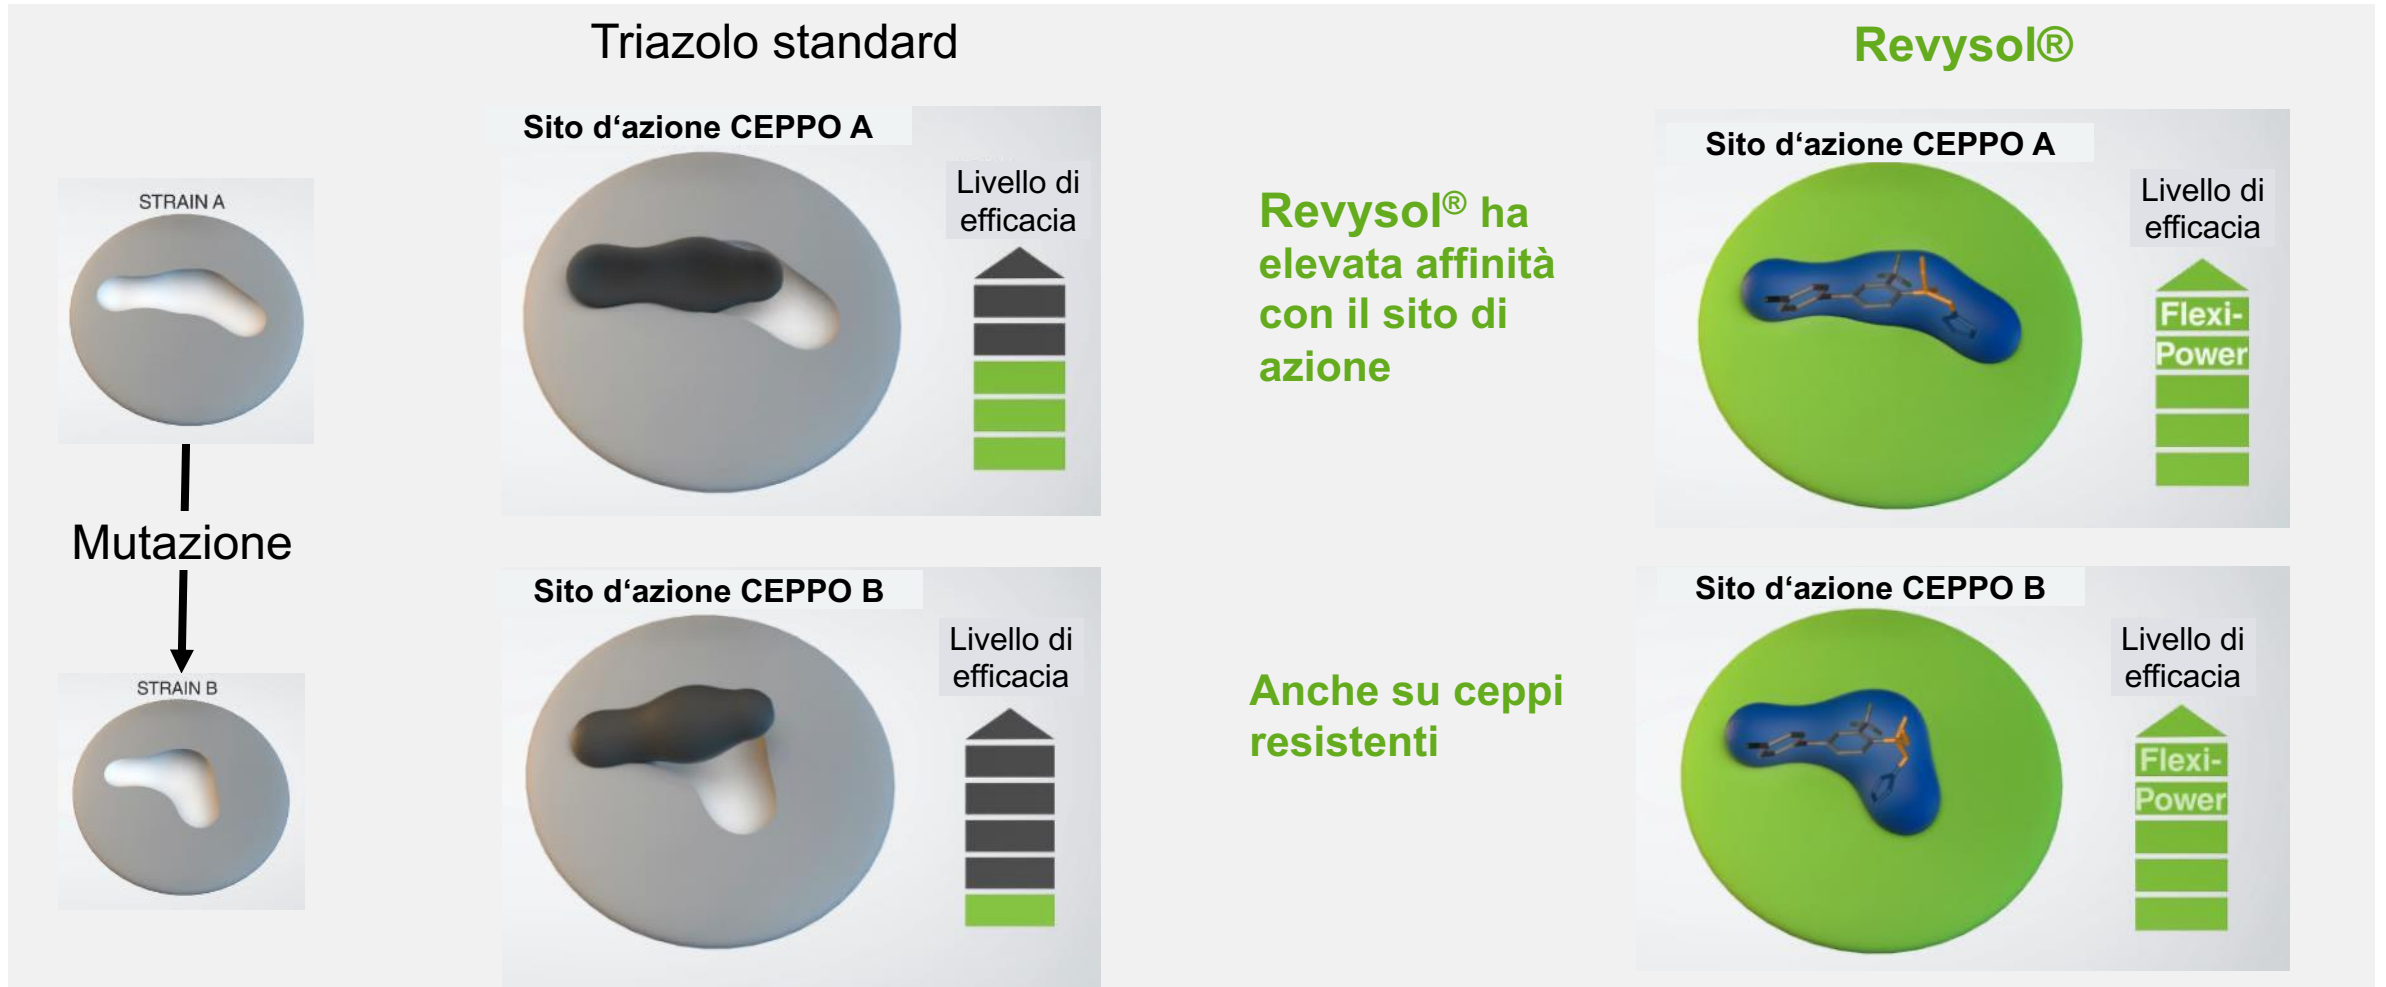 Triazolo standard
Revysol®
STRAIN A
Mutazione
STRAIN B
Sito d‘azione CEPPO A
Livello di
efficacia
Sito d‘azione CEPPO B
Livello di
efficacia
Revysol® ha
elevata affinità
con il sito di
azione
Anche su ceppi
resistenti
Sito d‘azione CEPPO A
Livello di
efficacia
Flexi-
Power
Sito d‘azione CEPPO B
Livello di
efficacia
Flexi-
Power